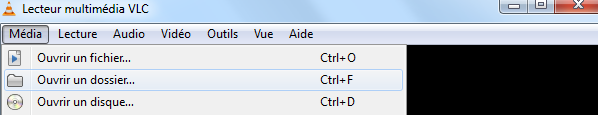 Lecteur multimédia VLC
Média Lecture Audio Vidéo Outils Vue Aide
Ouvrir un fichier... Ctrl+O
Ouvrir un dossier... Ctrl+F
Ouvrir un disque... Ctrl+D